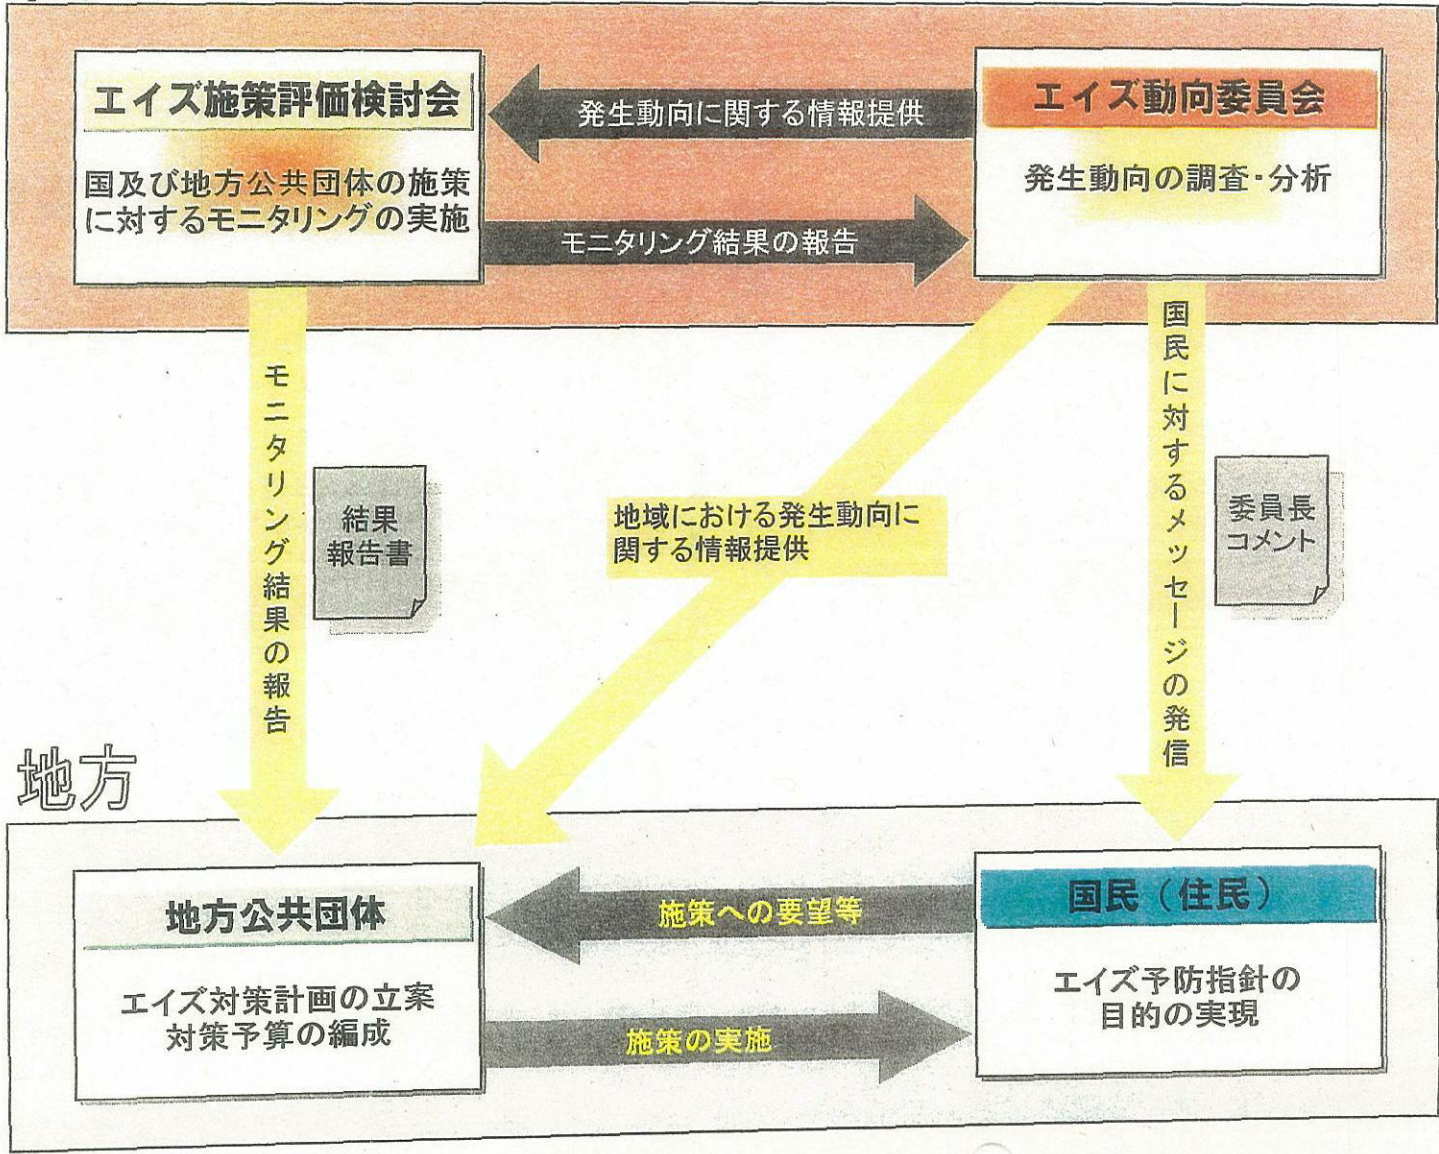 エイズ施策評価検討会
国及び地方公共団体の施策
に対するモニタリングの実施
発生動向に関する情報提供
モニタリング結果の報告
エイズ動向委員会
発生動向の調査・分析
モニタリング結果の報告
結果
報告書
地域における発生動向に
関する情報提供
国民に対するメッセージの発信
委員長
コメント
地方
地方公共団体
エイズ対策計画の立案
対策予算の編成
施策への要望等
施策の実施
国民（住民）
エイズ予防指針の
目的の実現